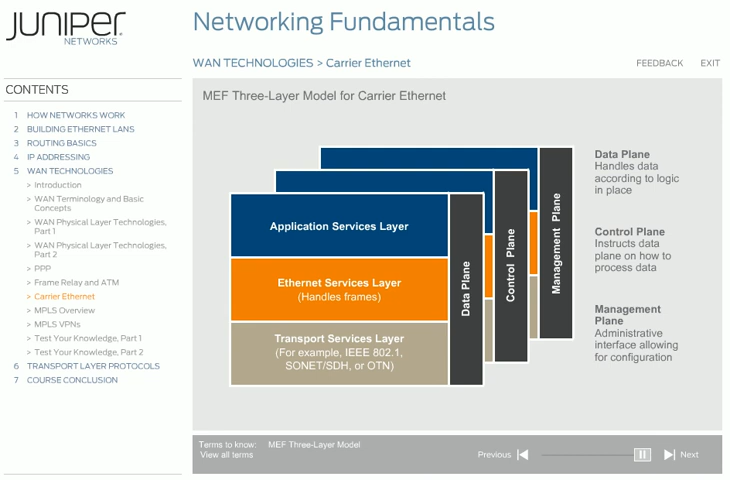 JUNIPER
NETWORKS
Networking Fundamentals
WAN TECHNOLOGIES > Carrier Ethernet
FEEDBACK EXIT
CONTENTS
1 HOW NETWORKS WORK
2 BUILDING ETHERNET LANS
3 ROUTING BASICS
4 IP ADDRESSING
5 WAN TECHNOLOGIES
> Introduction
> WAN Terminology and Basic
Concepts
> WAN Physical Layer Technologies,
Part 1
> WAN Physical Layer Technologies,
Part 2
> PPP
> Frame Relay and ATM
> Carrier Ethernet
> MPLS Overview
> MPLS VPNs
> Test Your Knowledge, Part 1
> Test Your Knowledge, Part 2
6 TRANSPORT LAYER PROTOCOLS
7 COURSE CONCLUSION
MEF Three-Layer Model for Carrier Ethernet
Application Services Layer
Ethernet Services Layer
(Handles frames)
Transport Services Layer
(For example, IEEE 802.1,
SONET/SDH, or OTN)
Data Plane
Control Plane
Management Plane
Data Plane
Handles data
according to logic
in place
Control Plane
Instructs data
plane on how to
process data
Management
Plane
Administrative
interface allowing
for configuration
Terms to know: MEF Three-Layer Model
View all terms
Previous
Next